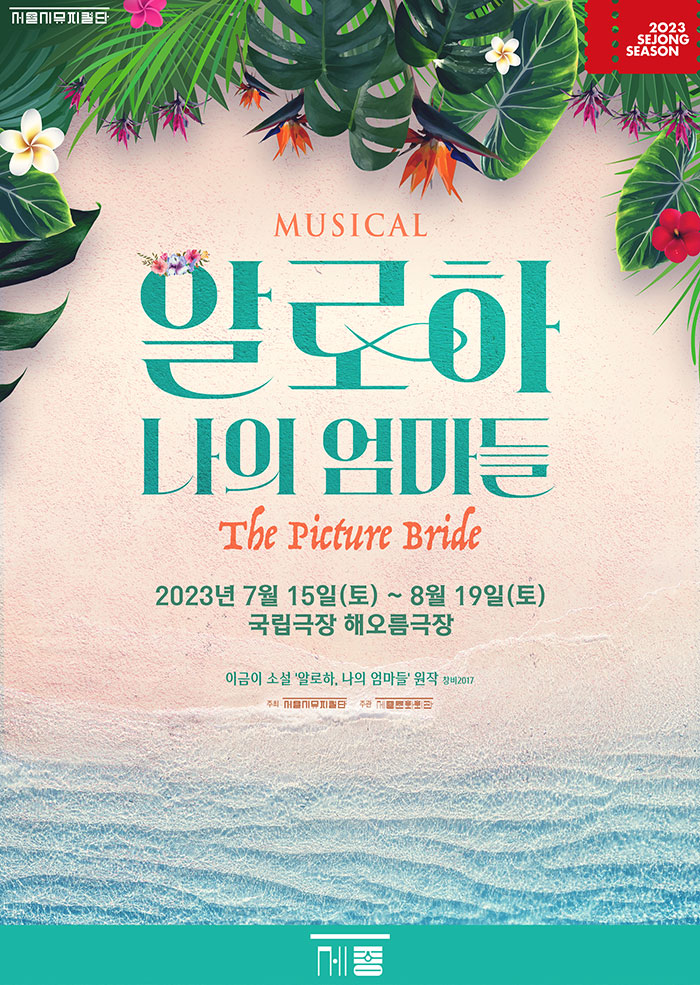 서울시뮤지컬단
2023
SEJONG
SEASON
MUSICAL
알로하
나의 엄마들
The Picture Bride
2023년 7월 15일(토) ~ 8월 19일(토)
국립극장 해오름극장
이금이 소설 '알로하, 나의 엄마들' 원작 창비2017
주최 서울시뮤지컬단 주관
세종